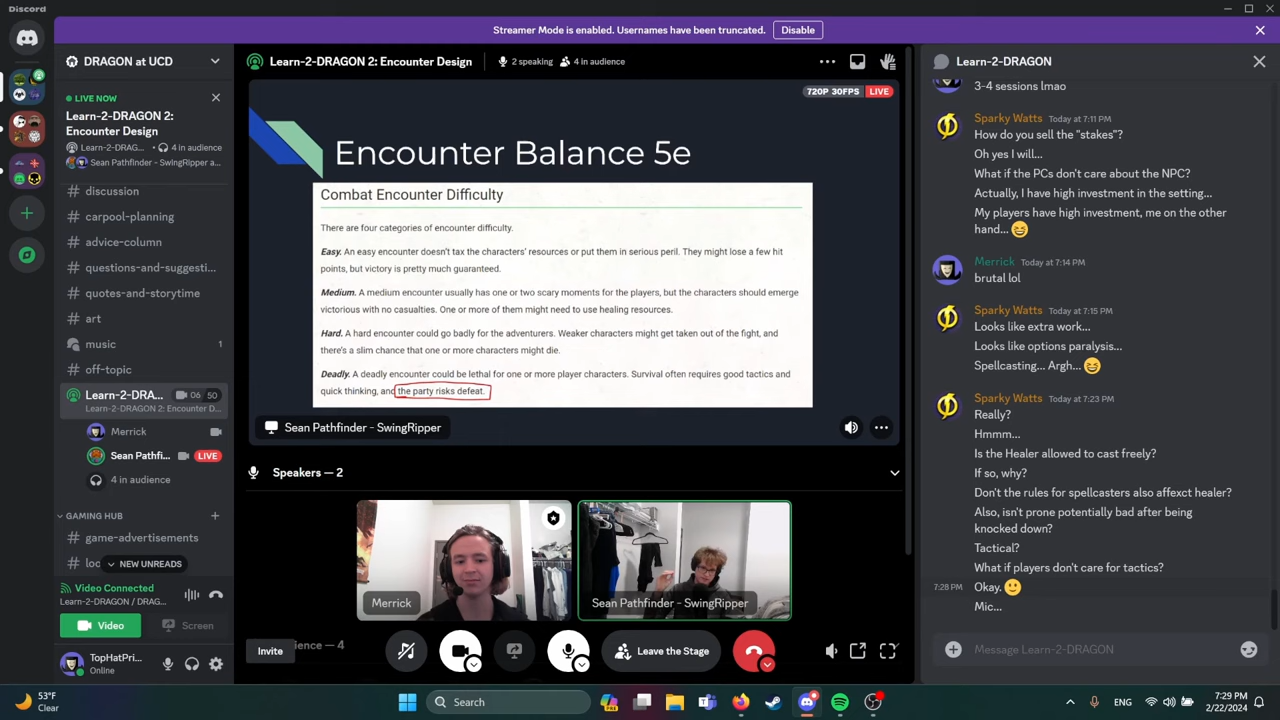 Discord
Streamer Mode is enabled. Usernames have been truncated.
Disable
DRAGON at UCD
LIVE NOW
Learn-2-DRAGON 2:
Encounter Design
Learn-2-DRAG...
4 in audience
Sean Pathfinder - SwingRipper a...
discussion
carpool-planning
advice-column
questions-and-suggesti...
quotes-and-storytime
art
music
1
off-topic
Learn-2-DRA...
06
50
Learn-2-DRAGON 2: Encounter D...
Merrick
Sean Pathfi...
LIVE
4 in audience
GAMING HUB
game-advertisements
loo
NEW UNREADS
Video Connected
Learn-2-DRAGON / DRAG...
Video
Screen
TopHatPri...
Online
Learn-2-DRAGON 2: Encounter Design
2 speaking
4 in audience
720P 30FPS
LIVE
Encounter Balance 5e
Combat Encounter Difficulty
There are four categories of encounter difficulty.
Easy. An easy encounter doesn't tax the characters' resources or put them in serious peril. They might lose a few hit
points, but victory is pretty much guaranteed.
Medium. A medium encounter usually has one or two scary moments for the players, but the characters should emerge
victorious with no casualties. One or more of them might need to use healing resources.
Hard. A hard encounter could go badly for the adventurers. Weaker characters might get taken out of the fight, and
there's a slim chance that one or more characters might die.
Deadly. A deadly encounter could be lethal for one or more player characters. Survival often requires good tactics and
quick thinking, and the party risks defeat.
Sean Pathfinder - SwingRipper
Speakers — 2
Merrick
Sean Pathfinder - SwingRipper
Invite
dience — 4
Leave the Stage
Learn-2-DRAGON
3-4 sessions lmao
Sparky Watts Today at 7:11 PM
How do you sell the "stakes"?
Oh yes I will...
What if the PCs don't care about the NPC?
Actually, I have high investment in the setting...
My players have high investment, me on the other
hand...
Merrick Today at 7:14 PM
brutal lol
Sparky Watts Today at 7:15 PM
Looks like extra work...
Looks like options paralysis...
Spellcasting... Argh...
Sparky Watts Today at 7:23 PM
Really?
Hmmm...
Is the Healer allowed to cast freely?
If so, why?
Don't the rules for spellcasters also affexct healer?
Also, isn't prone potentially bad after being
knocked down?
Tactical?
What if players don't care for tactics?
7:28 PM
Okay.
Mic...
Message Learn-2-DRAGON
53°F
Clear
Search
PRE
ENG
7:29 PM
2/22/2024